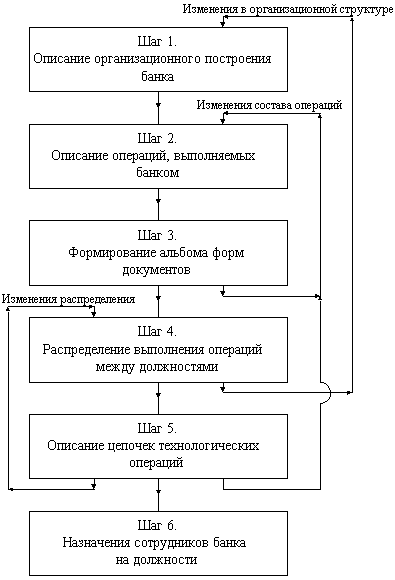 Изменения в организационной структуре
Шаг 1.
Описание организационного построения
банка
Изменения состава операций
Шаг 2.
Описание операций, выполняемых
банком
Шаг 3.
Формирование альбома форм
документов
Изменения распределения
Шаг 4.
Распределение выполнения операций
между должностями
Шаг 5.
Описание цепочек технологических
операций
Шаг 6.
Назначения сотрудников банка
на должности